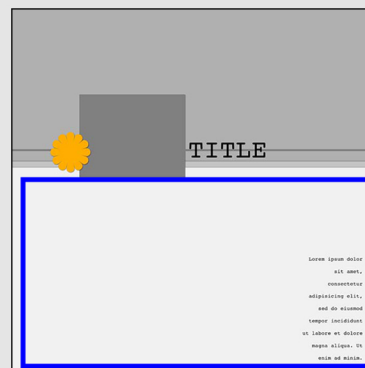 TITLE
Lorem ipsum dolor
sit amet,
consectetur
adipisicing elit,
sed do eiusmod
tempor incididunt
ut labore et dolore
magna aliqua. Ut
enim ad minim.